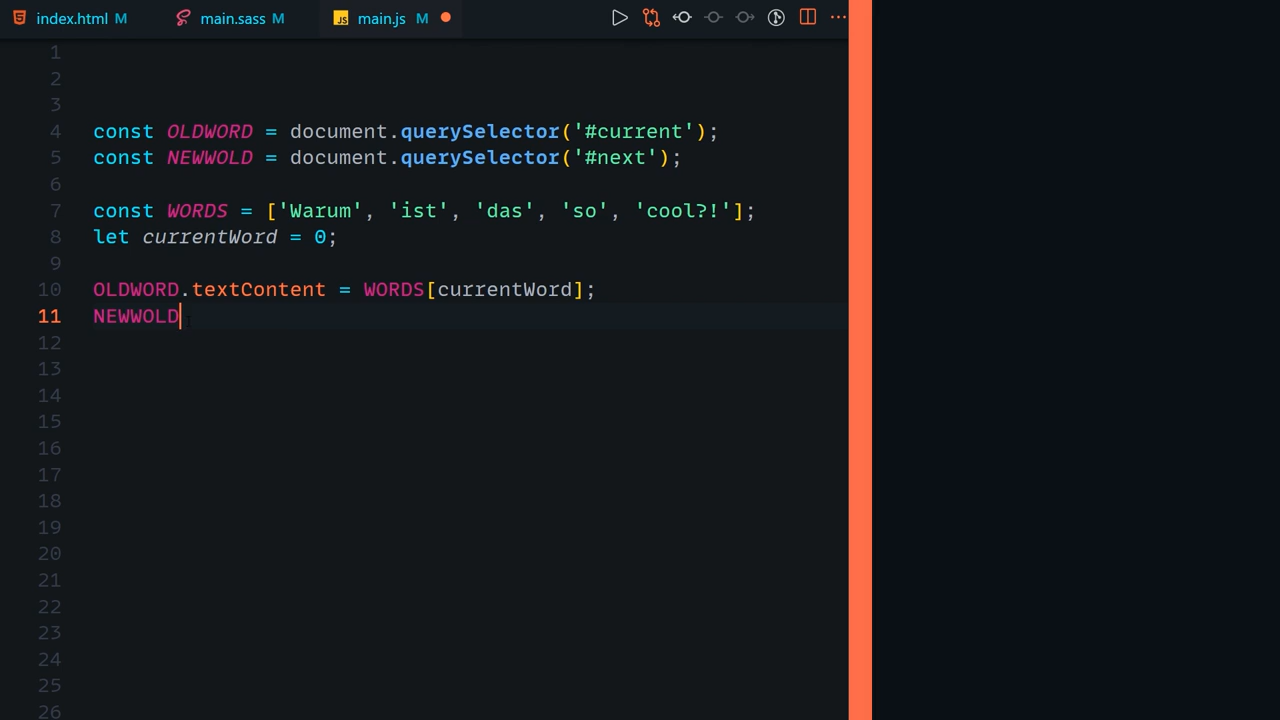 index.html M main.sass M JS main.js M
1
2
3
4 const OLDWORD = document.querySelector('#current');
5 const NEWWOLD = document.querySelector('#next');
6
7 const WORDS = ['Warum', 'ist', 'das', 'so', 'cool?!'];
8 let currentWord = 0;
9
10 OLDWORD.textContent = WORDS[currentWord];
11 NEWWOLD
12
13
14
15
16
17
18
19
20
21
22
23
24
25
26